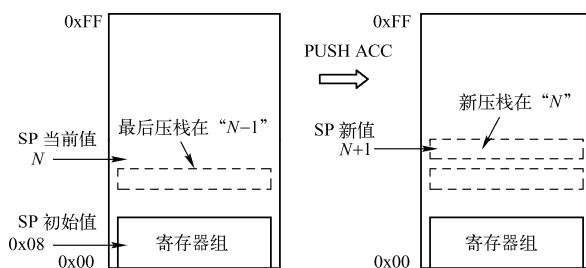 0xFF
SP 当前值
N
最后压栈在“N−1”
SP 初始值
0x08
寄存器组
0x00
PUSH ACC
0xFF
新压栈在“N”
SP 新值
N+1
寄存器组
0x00